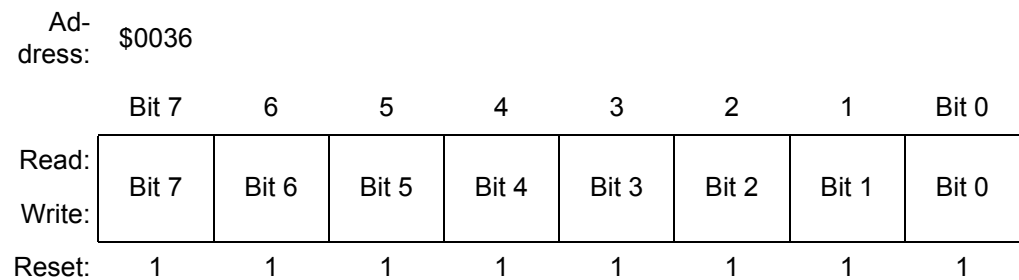 Ad-
dress: $0036
Bit 7 6 5 4 3 2 1 Bit 0
Read:
Bit 7 Bit 6 Bit 5 Bit 4 Bit 3 Bit 2 Bit 1 Bit 0
Write:
Reset: 1 1 1 1 1 1 1 1